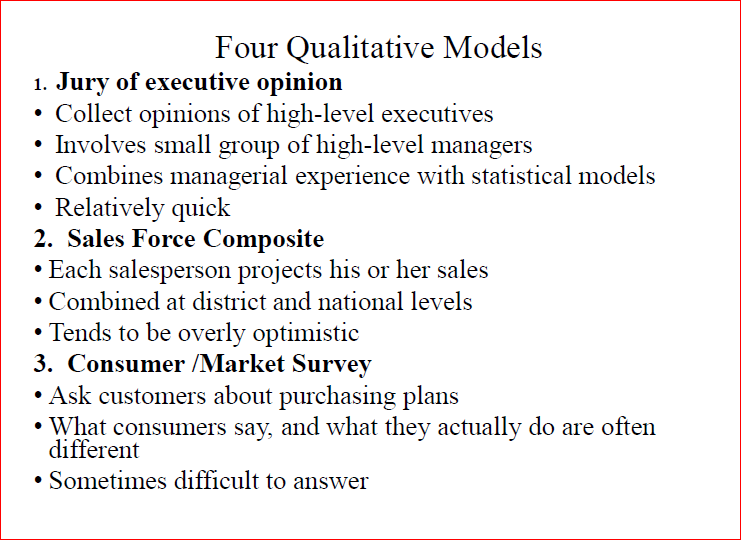 Four Qualitative Models
1. Jury of executive opinion
• Collect opinions of high-level executives
• Involves small group of high-level managers
• Combines managerial experience with statistical models
• Relatively quick
2. Sales Force Composite
• Each salesperson projects his or her sales
• Combined at district and national levels
• Tends to be overly optimistic
3. Consumer /Market Survey
• Ask customers about purchasing plans
• What consumers say, and what they actually do are often
different
• Sometimes difficult to answer